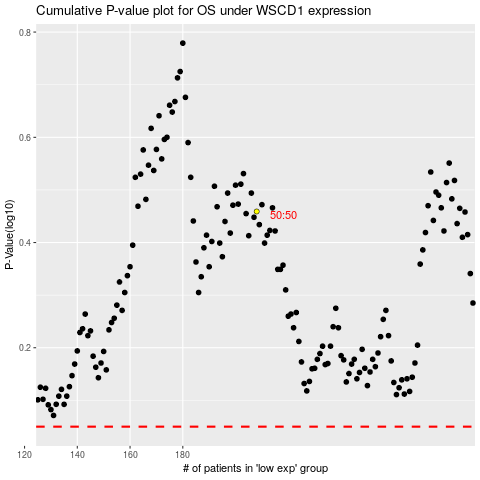 Cumulative P-value plot for OS under WSCD1 expression
P-Value(log10)
0.8
0.6
0.4
0.2
50:50
120 140 160 180
# of patients in 'low exp' group